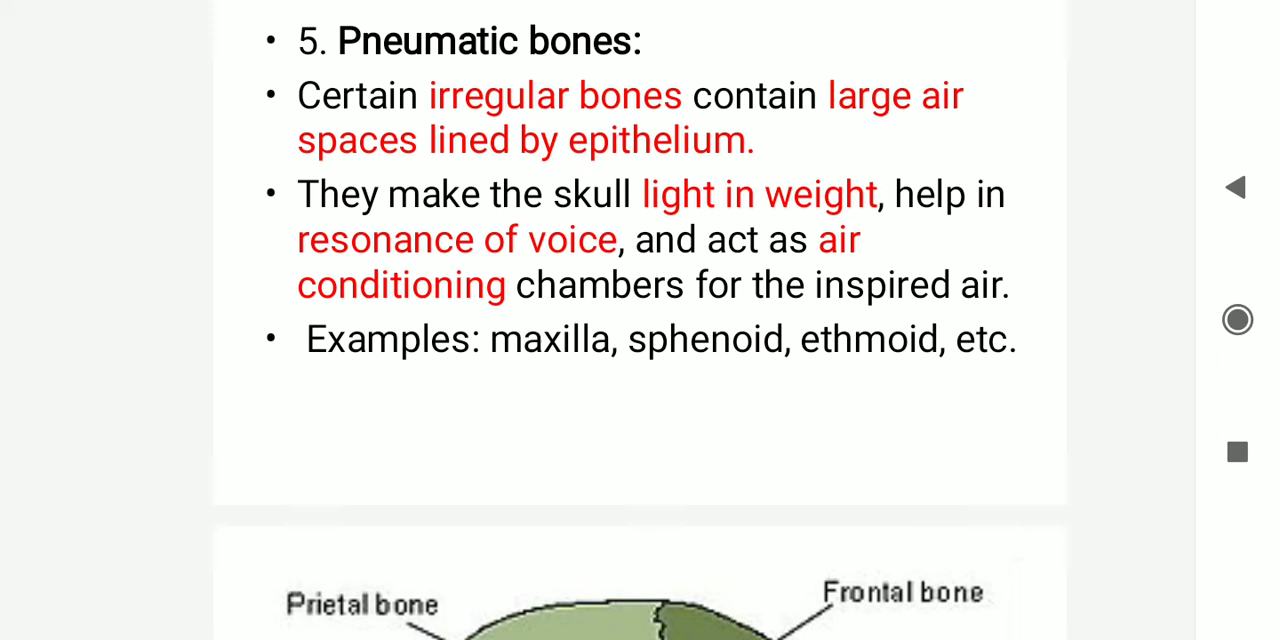 • 5. Pneumatic bones:
• Certain irregular bones contain large air
spaces lined by epithelium.
• They make the skull light in weight, help in
resonance of voice, and act as air
conditioning chambers for the inspired air.
• Examples: maxilla, sphenoid, ethmoid, etc.
Prietal bone
Frontal bone